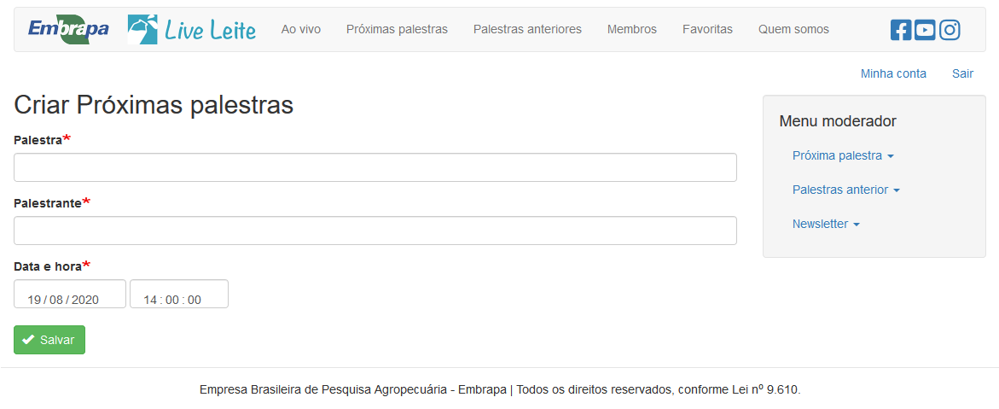 Embrapa Live Leite Ao vivo Próximas palestras Palestras anteriores Membros Favoritas Quem somos
Minha conta Sair
Criar Próximas palestras
Palestra*
Palestrante*
Data e hora*
19/08/2020 14:00:00
Salvar
Menu moderador
Próxima palestra
Palestras anterior
Newsletter
Empresa Brasileira de Pesquisa Agropecuária - Embrapa | Todos os direitos reservados, conforme Lei nº 9.610.